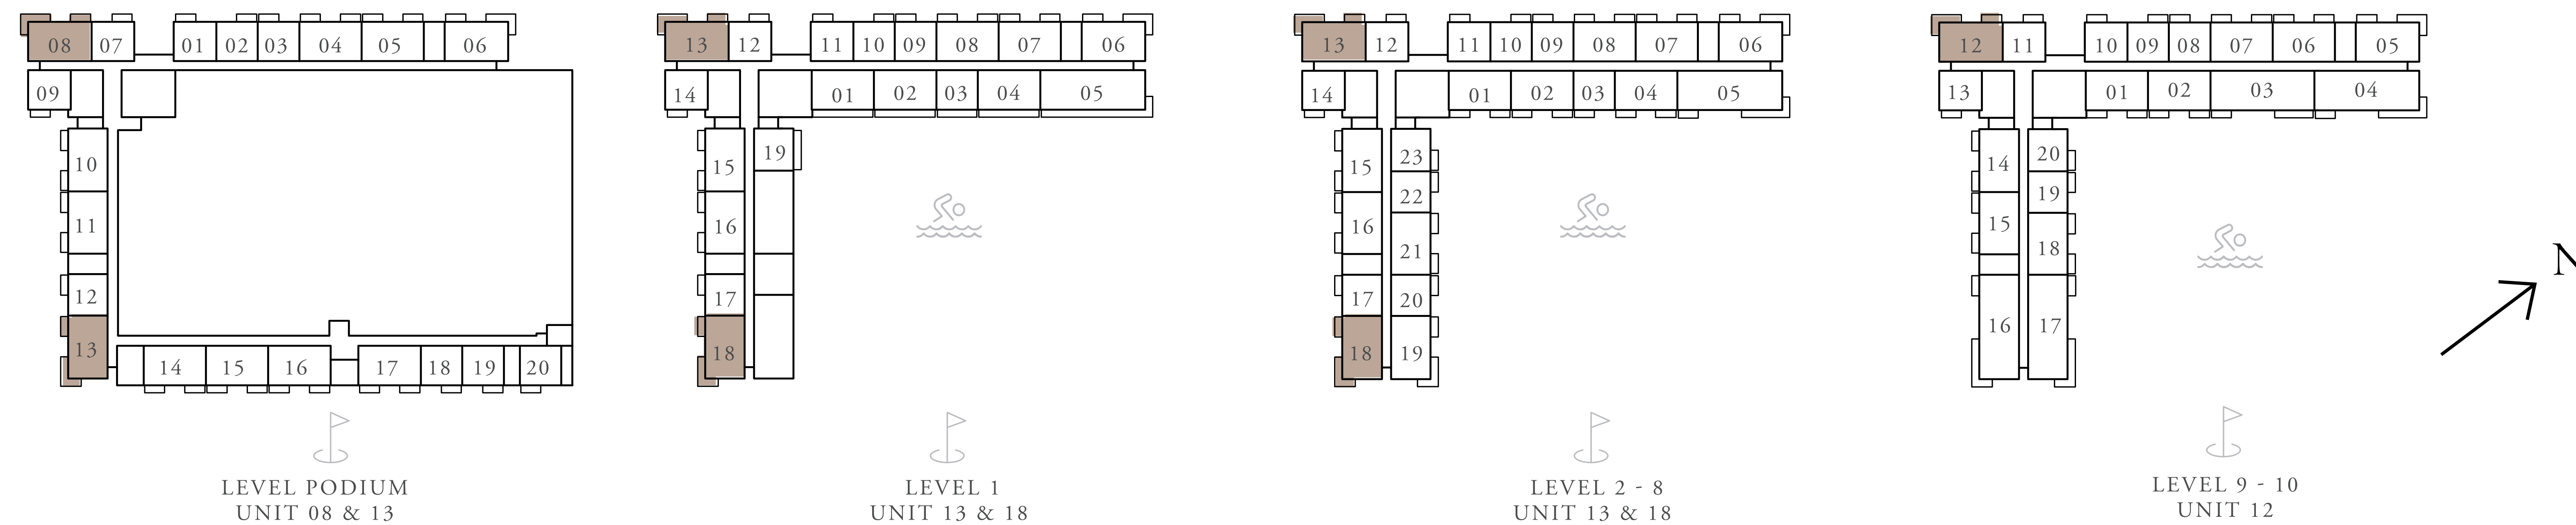 08 07 01 02 03 04 05 06
09
10
11
12
13
14 15 16 17 18 19 20
LEVEL PODIUM
UNIT 08 & 13
13 12 11 10 09 08 07 06
14 01 02 03 04 05
15 19
16
17
18
LEVEL 1
UNIT 13 & 18
13 12 11 10 09 08 07 06
14 01 02 03 04 05
15 23
22
16 21
17 20
18 19
LEVEL 2 - 8
UNIT 13 & 18
12 11 10 09 08 07 06 05
13 01 02 03 04
14 20
19
15 18
16 17
LEVEL 9 - 10
UNIT 12
N